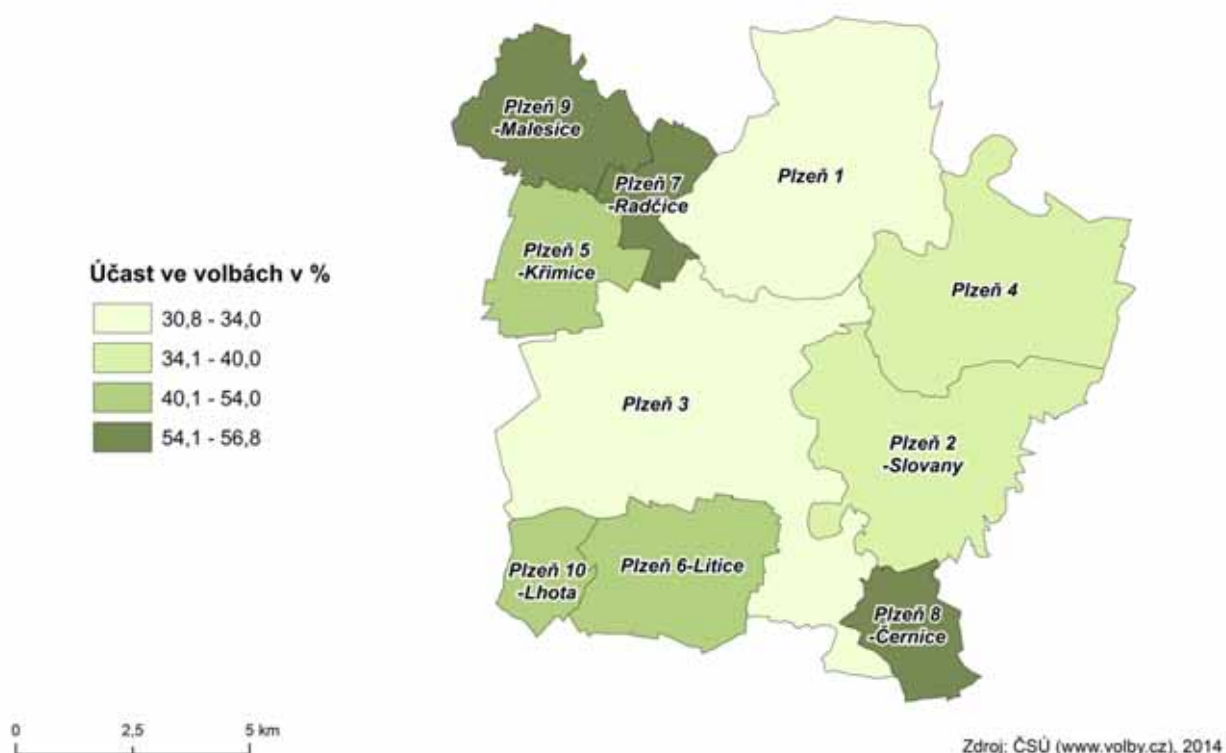 Plzeň 9
-Malesice
Plzeň 7
-Radčice
Plzeň 1
Plzeň 5
-Křimice
Plzeň 4
Účast ve volbách v %
30,8 - 34,0
34,1 - 40,0
40,1 - 54,0
54,1 - 56,8
Plzeň 3
Plzeň 2
-Slovany
Plzeň 10
-Lhota
Plzeň 6-Litice
Plzeň 8
-Černice
0 2,5 5 km
Zdroj: ČSÚ (www.volby.cz), 2014